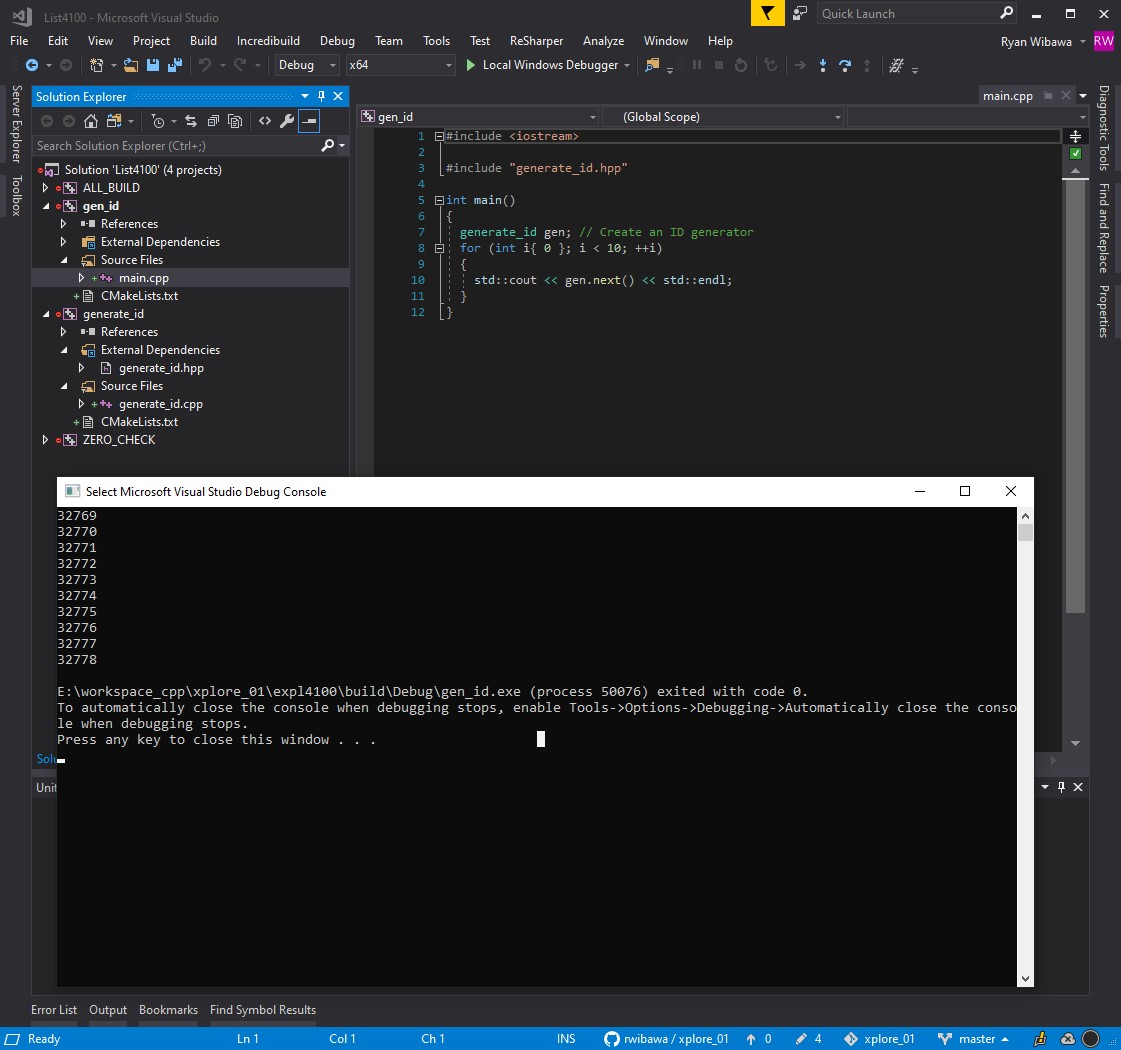 List4100 - Microsoft Visual Studio
Quick Launch
File Edit View Project Build Incredibuild Debug Team Tools Test ReSharper Analyze Window Help
Ryan Wibawa RW
Debug x64 Local Windows Debugger
Server Explorer
Toolbox
Solution Explorer
Search Solution Explorer (Ctrl+;)
Solution 'List4100' (4 projects)
ALL_BUILD
gen_id
References
External Dependencies
Source Files
main.cpp
CMakeLists.txt
generate_id
References
External Dependencies
generate_id.hpp
Source Files
generate_id.cpp
CMakeLists.txt
ZERO_CHECK
main.cpp
gen_id (Global Scope)
1 #include <iostream>
2
3 #include "generate_id.hpp"
4
5 int main()
6 {
7 generate_id gen; // Create an ID generator
8 for (int i{ 0 }; i < 10; ++i)
9 {
10 std::cout << gen.next() << std::endl;
11 }
12 }
Diagnostic Tools
Find and Replace
Properties
Select Microsoft Visual Studio Debug Console
32769
32770
32771
32772
32773
32774
32775
32776
32777
32778
E:\workspace_cpp\xplore_01\expl4100\build\Debug\gen_id.exe (process 50076) exited with code 0.
To automatically close the console when debugging stops, enable Tools->Options->Debugging->Automatically close the conso
le when debugging stops.
Press any key to close this window . . .
Solu
Unit
Error List Output Bookmarks Find Symbol Results
Ready Ln 1 Col 1 Ch 1 INS rwibawa / xplore_01 0 4 xplore_01 master